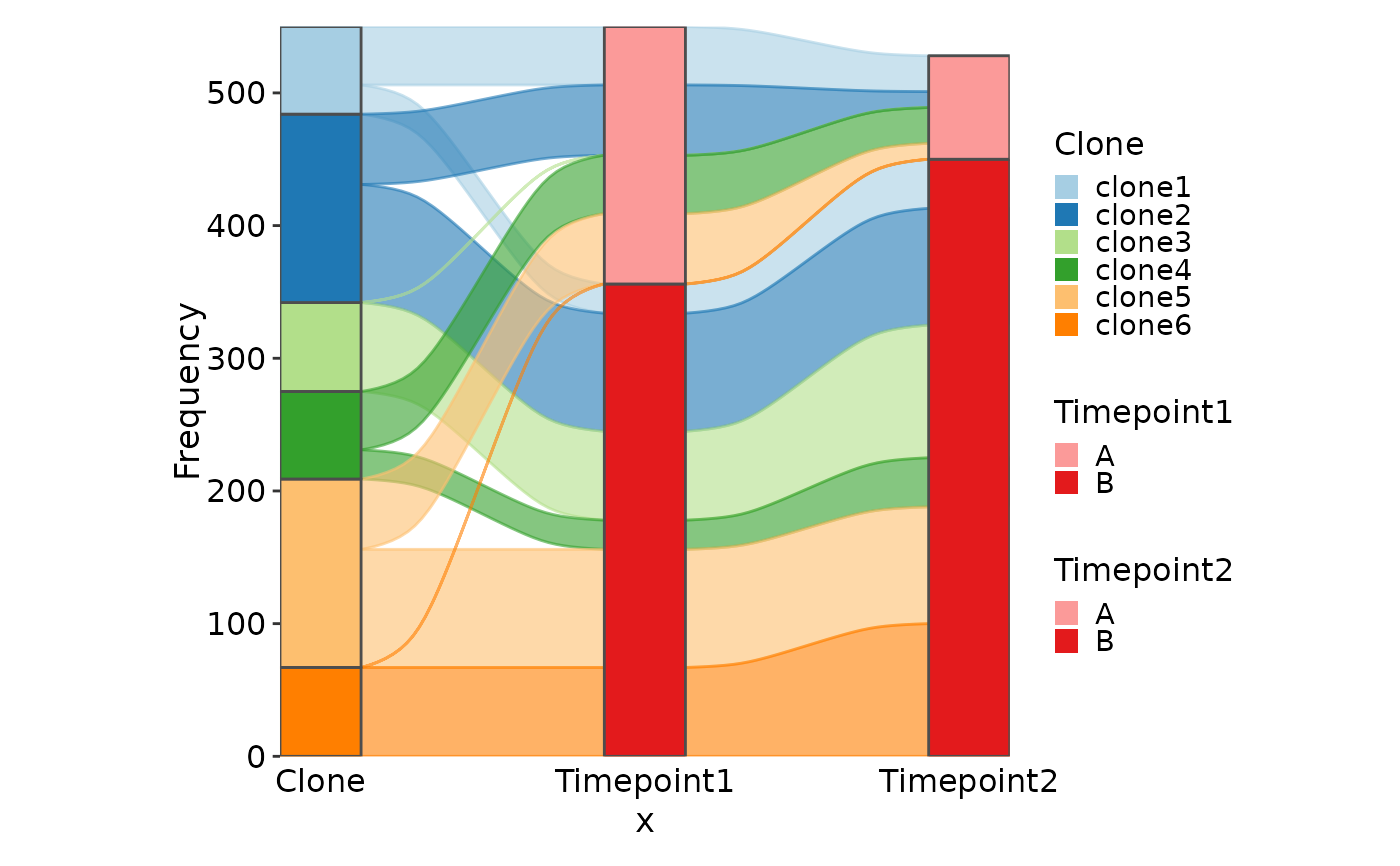 Frequency
500
400
300
200
100
0
Clone
Timepoint1
Timepoint2
x
Clone
clone1
clone2
clone3
clone4
clone5
clone6
Timepoint1
A
B
Timepoint2
A
B